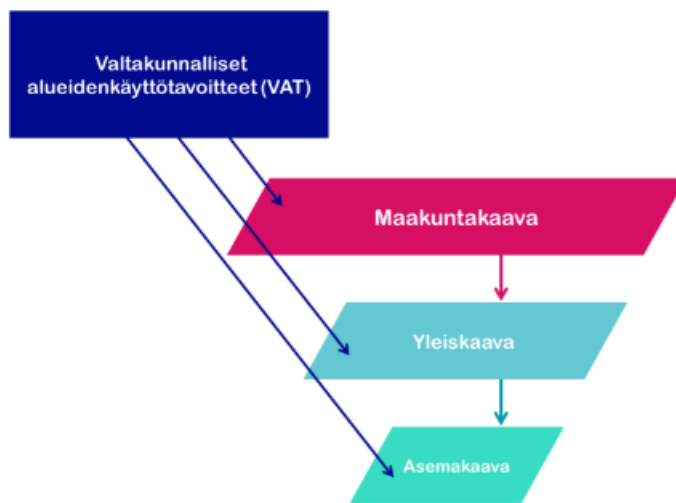 Valtakunnalliset
alueidenkäyttötavoitteet (VAT)
Maakuntakaava
Yleiskaava
Asemakaava